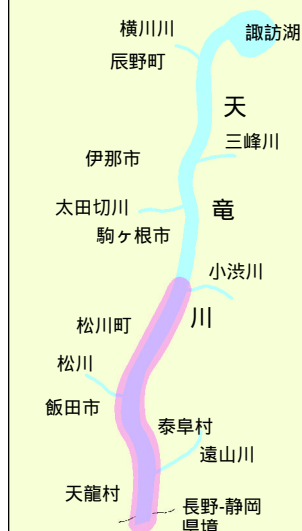 横川川
諏訪湖
辰野町
天
三峰川
伊那市
太田切川
竜
駒ヶ根市
小渋川
川
松川町
松川
飯田市
泰阜村
遠山川
天龍村
長野-静岡
県境